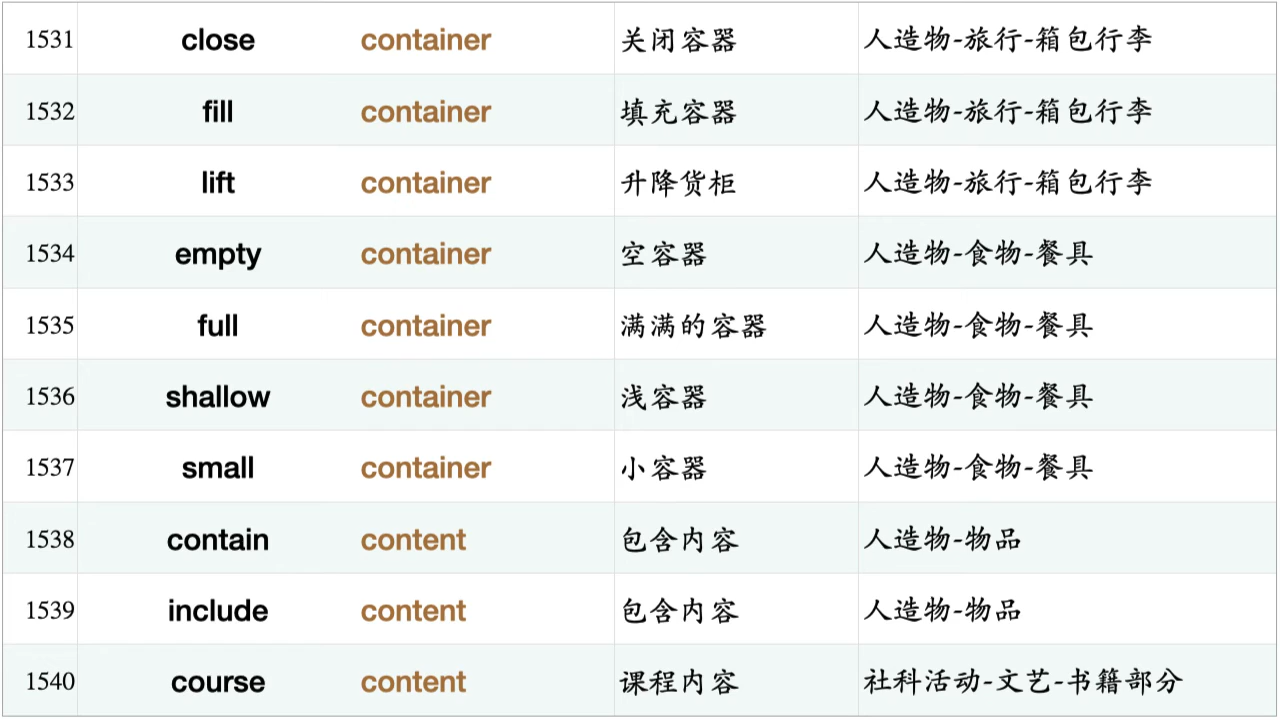 1531 close container 关闭容器 人造物-旅行-箱包行李
1532 fill container 填充容器 人造物-旅行-箱包行李
1533 lift container 升降货柜 人造物-旅行-箱包行李
1534 empty container 空容器 人造物-食物-餐具
1535 full container 满满的容器 人造物-食物-餐具
1536 shallow container 浅容器 人造物-食物-餐具
1537 small container 小容器 人造物-食物-餐具
1538 contain content 包含内容 人造物-物品
1539 include content 包含内容 人造物-物品
1540 course content 课程内容 社科活动-文艺-书籍部分